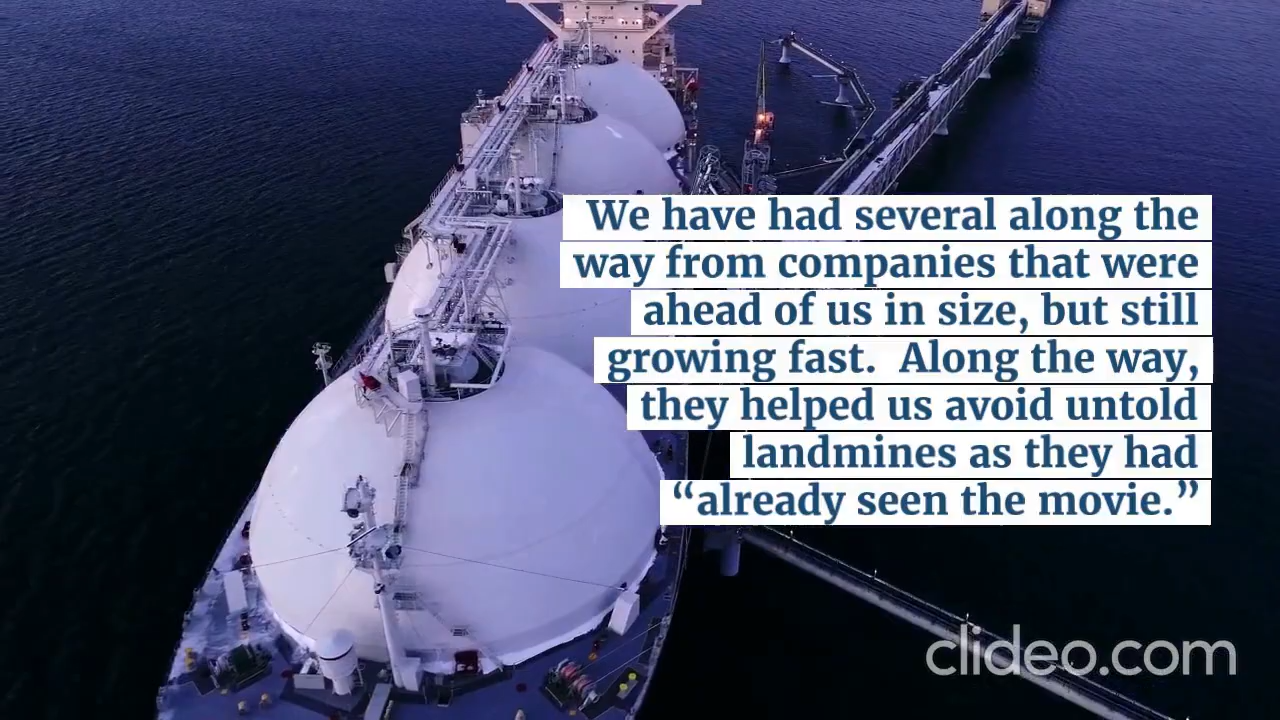 We have had several along the
way from companies that were
ahead of us in size, but still
growing fast.  Along the way,
they helped us avoid untold
landmines as they had
“already seen the movie.”
clideo.com